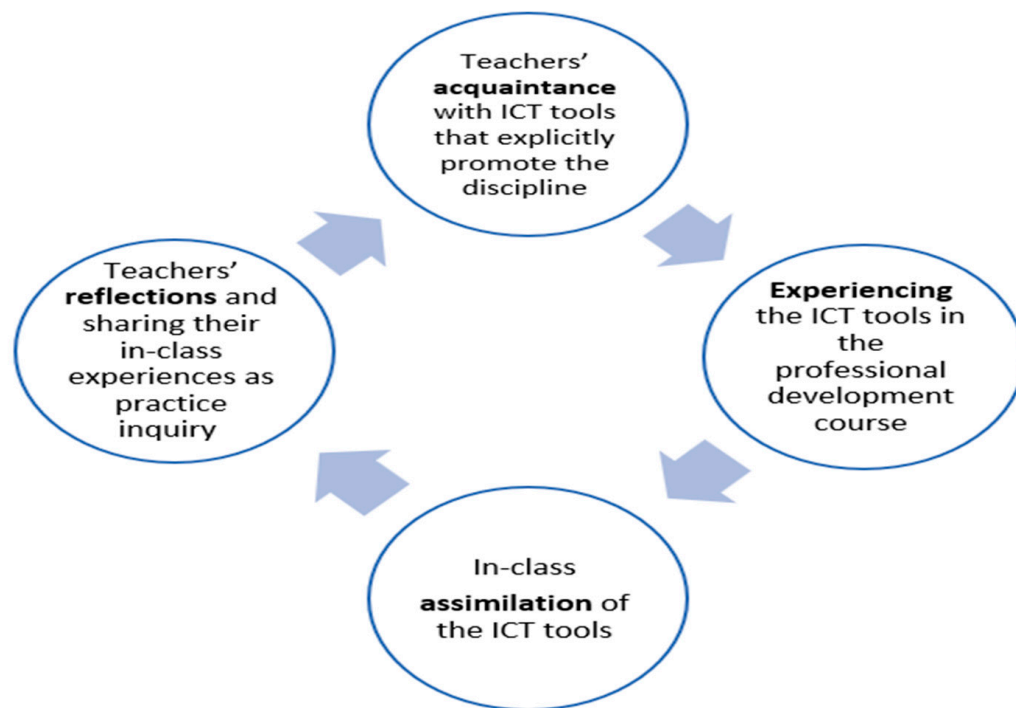 Teachers’
acquaintance
with ICT tools
that explicitly
promote the
discipline
Experiencing
the ICT tools in
the
professional
development
course
In-class
assimilation of
the ICT tools
Teachers’
reflections and
sharing their
in-class
experiences as
practice
inquiry